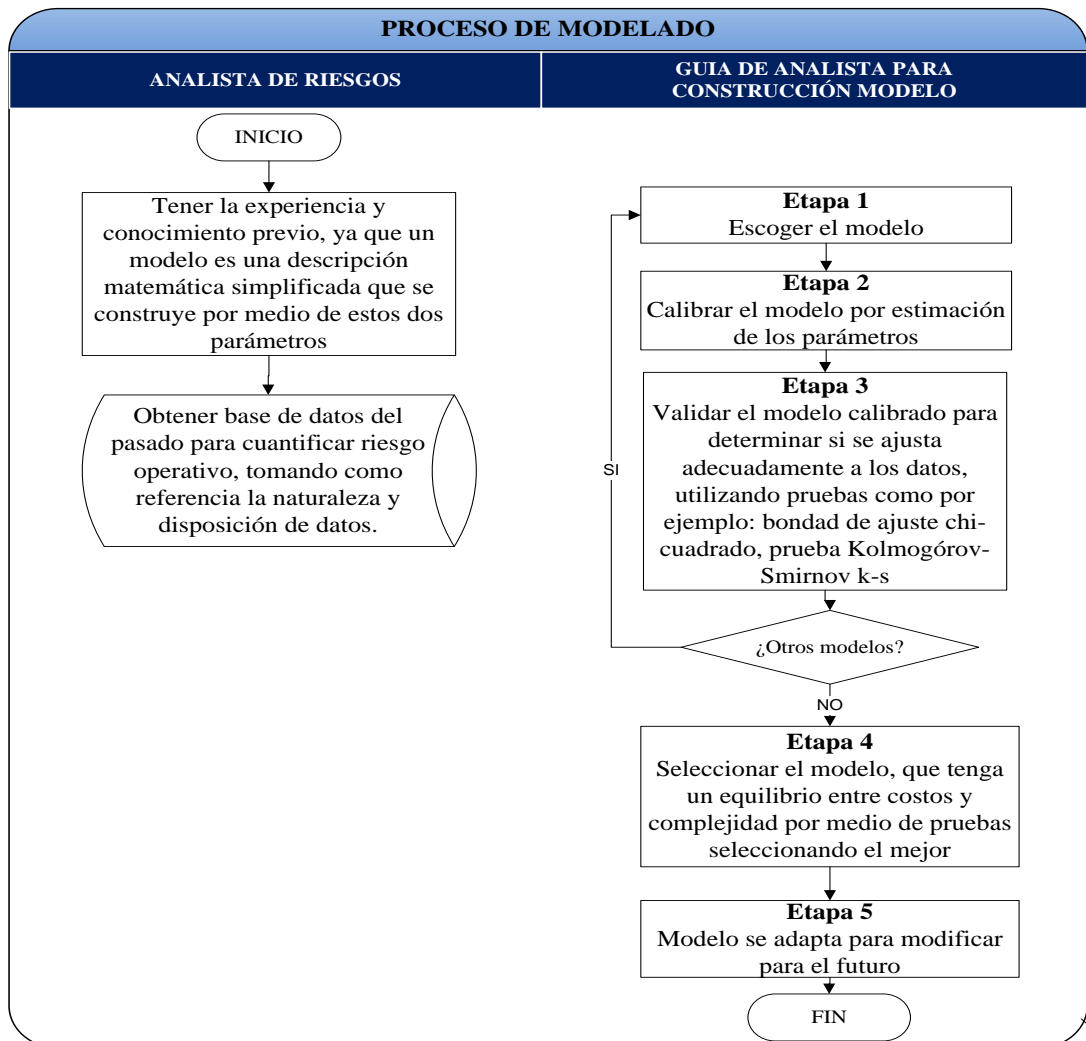 PROCESO DE MODELADO
ANALISTA DE RIESGOS
GUIA DE ANALISTA PARA
CONSTRUCCIÓN MODELO
INICIO
Tener la experiencia y
conocimiento previo, ya que un
modelo es una descripción
matemática simplificada que se
construye por medio de estos dos
parámetros
Obtener base de datos del
pasado para cuantificar riesgo
operativo, tomando como
referencia la naturaleza y
disposición de datos.
Etapa 1
Escoger el modelo
Etapa 2
Calibrar el modelo por estimación
de los parámetros
Etapa 3
Validar el modelo calibrado para
determinar si se ajusta
adecuadamente a los datos,
utilizando pruebas como por
ejemplo: bondad de ajuste chi-
cuadrado, prueba Kolmogórov-
Smirnov k-s
SI
¿Otros modelos?
NO
Etapa 4
Seleccionar el modelo, que tenga
un equilibrio entre costos y
complejidad por medio de pruebas
seleccionando el mejor
Etapa 5
Modelo se adapta para modificar
para el futuro
FIN